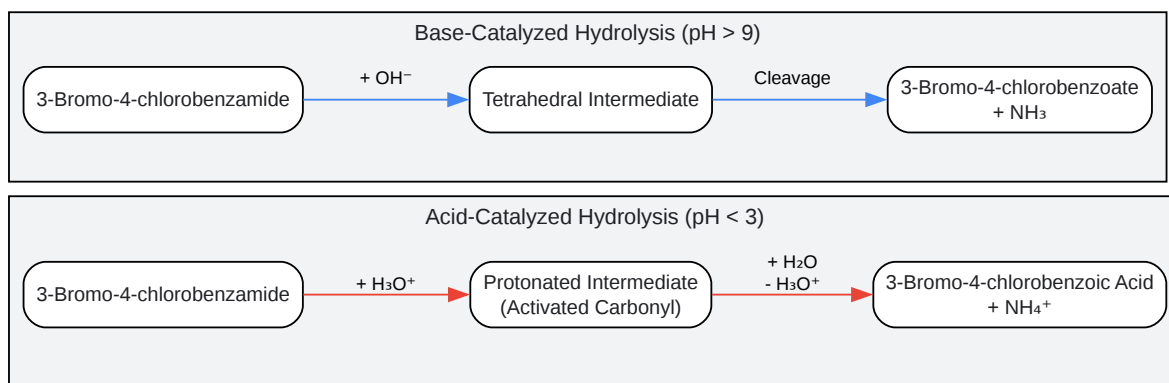 Base-Catalyzed Hydrolysis (pH > 9)
3-Bromo-4-chlorobenzamide
+ OH⁻
Tetrahedral Intermediate
Cleavage
3-Bromo-4-chlorobenzoate
+ NH₃
Acid-Catalyzed Hydrolysis (pH < 3)
3-Bromo-4-chlorobenzamide
+ H₃O⁺
Protonated Intermediate
(Activated Carbonyl)
+ H₂O
- H₃O⁺
3-Bromo-4-chlorobenzoic Acid
+ NH₄⁺